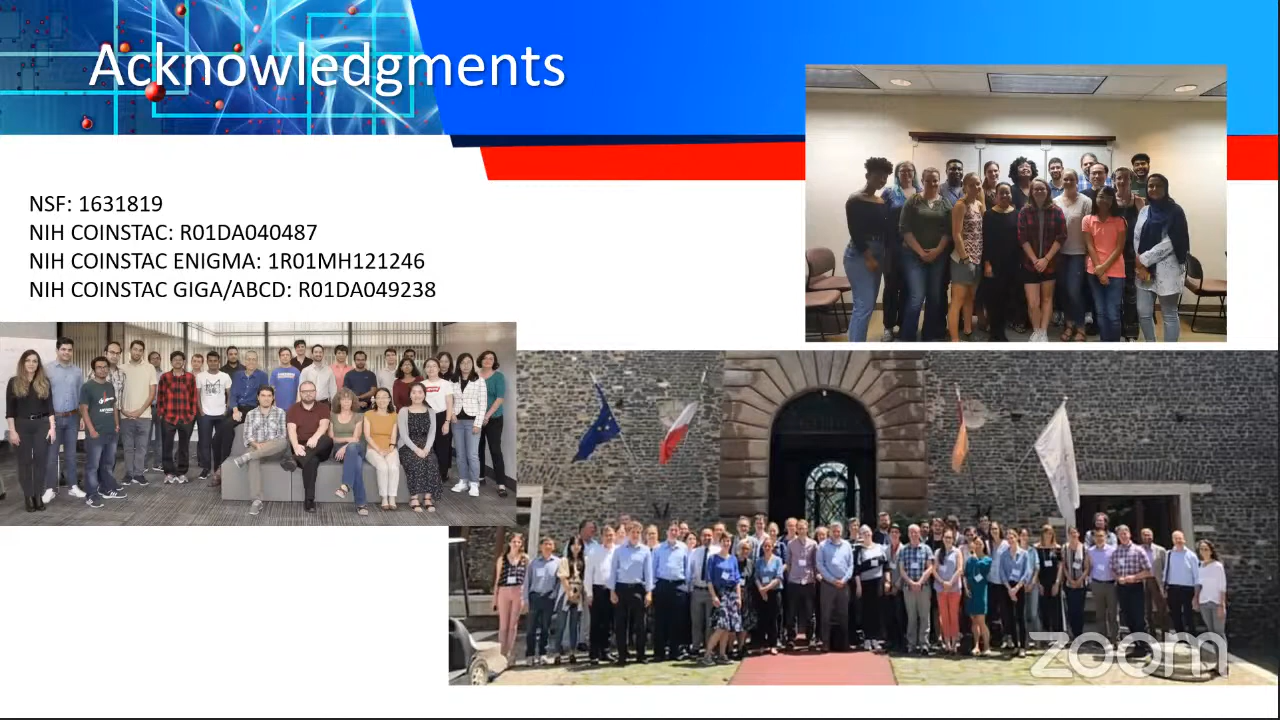 Acknowledgments
NSF: 1631819
NIH COINSTAC: R01DA040487
NIH COINSTAC ENIGMA: 1R01MH121246
NIH COINSTAC GIGA/ABCD: R01DA049238
zoom